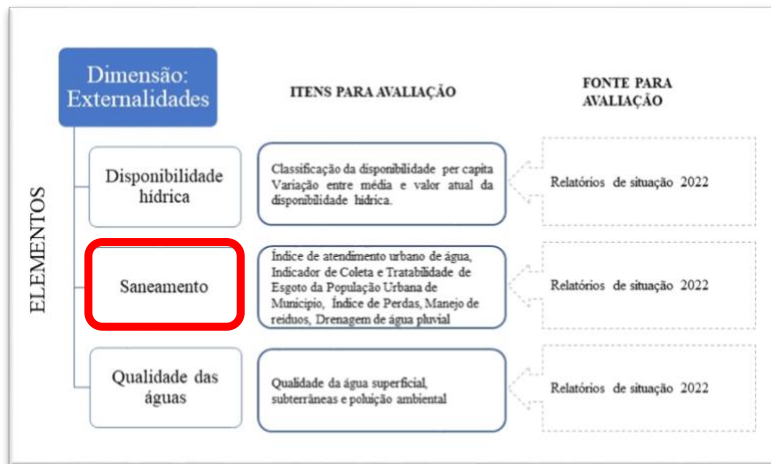 Dimensão:
Externalidades
ITENS PARA AVALIAÇÃO
FONTE PARA
AVALIAÇÃO
ELEMENTOS
Disponibilidade
hídrica
Classificação da disponibilidade per capita
Variação entre média e valor atual da
disponibilidade hídrica.
Relatórios de situação 2022
Saneamento
Índice de atendimento urbano de água,
Indicador de Coleta e Tratabilidade de
Esgoto da População Urbana de
Municipio, Índice de Perdas, Manejo de
reíduos, Drenagem de água pluvial
Relatórios de situação 2022
Qualidade das
águas
Qualidade da água superficial,
subterrâneas e poluição ambiental
Relatórios de situação 2022